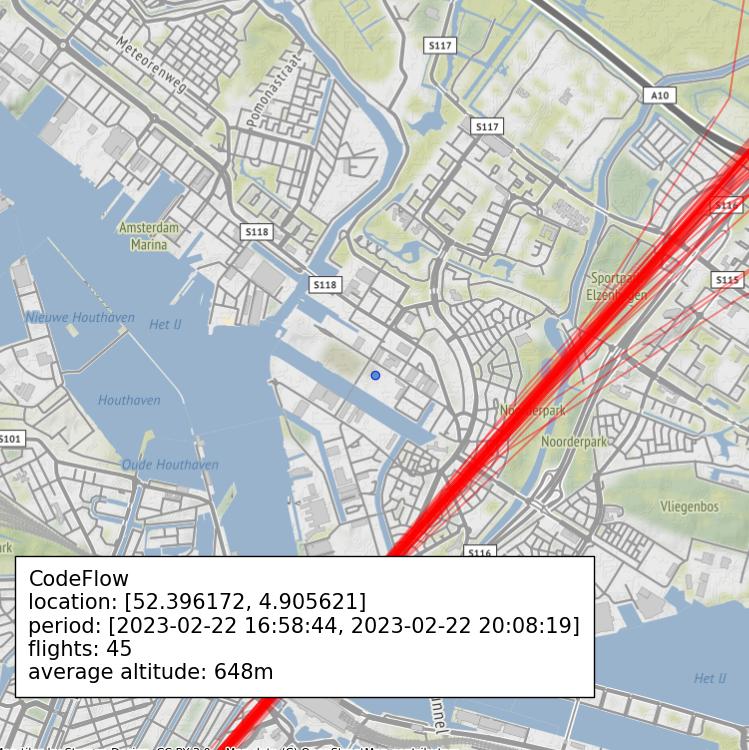 S117
Meteorenweg
Pomonastraat
A10
S117
S116
Amsterdam
Marina
S118
S118
Sportpark
Elzenhagen
S115
Nieuwe Houthaven
Het IJ
Houthaven
Noorderpark
S101
Noorderpark
Oude Houthaven
Vliegenbos
S116
CodeFlow
location: [52.396172, 4.905621]
period: [2023-02-22 16:58:44, 2023-02-22 20:08:19]
flights: 45
average altitude: 648m
Het IJ